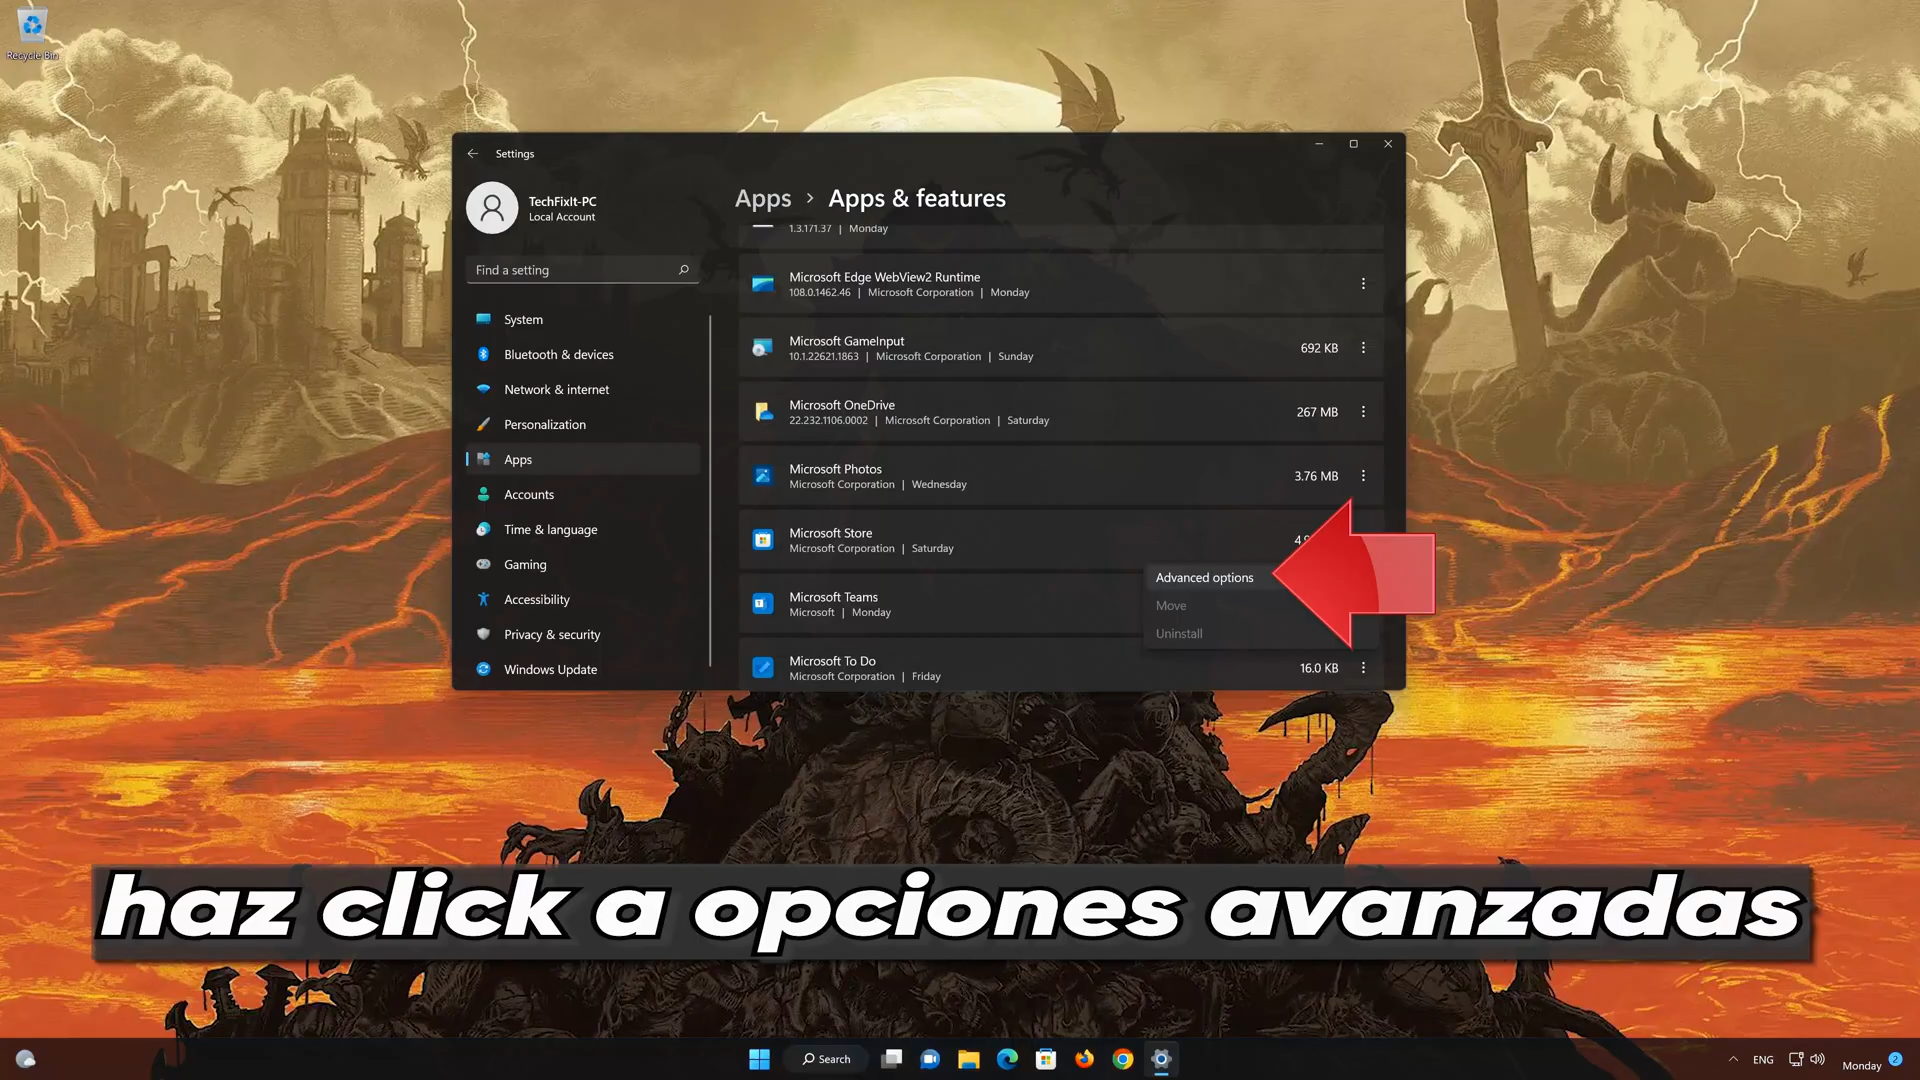 Recycle Bin
Settings
TechFixIt-PC
Local Account
Find a setting
System
Bluetooth & devices
Network & internet
Personalization
Apps
Accounts
Time & language
Gaming
Accessibility
Privacy & security
Windows Update
Apps > Apps & features
1.3.171.37 | Monday
Microsoft Edge WebView2 Runtime
108.0.1462.46 | Microsoft Corporation | Monday
Microsoft GameInput
10.1.22621.1863 | Microsoft Corporation | Sunday
692 KB
Microsoft OneDrive
22.232.1106.0002 | Microsoft Corporation | Saturday
267 MB
Microsoft Photos
Microsoft Corporation | Wednesday
3.76 MB
Microsoft Store
Microsoft Corporation | Saturday
Microsoft Teams
Microsoft | Monday
Advanced options
Move
Uninstall
Microsoft To Do
Microsoft Corporation | Friday
16.0 KB
haz click a opciones avanzadas
Search
ENG
Monday
2